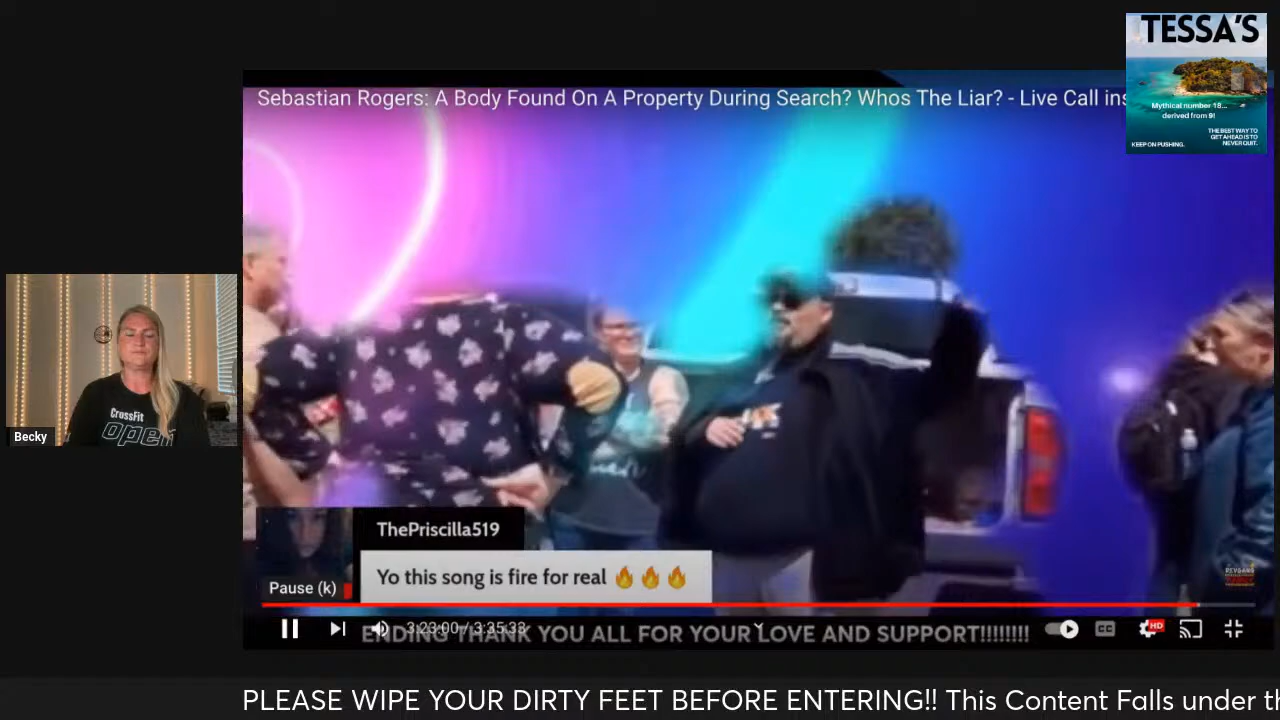 TESSA'S
Mythical number 18...
derived from 9!
THE BEST WAY TO
GET AHEAD IS TO
NEVER QUIT.
KEEP ON PUSHING.
Sebastian Rogers: A Body Found On A Property During Search? Whos The Liar? - Live Call ins
CrossFit
open
Becky
ThePriscilla519
Yo this song is fire for real 🔥🔥🔥
Pause (k)
3:23:00 / 3:35:33
ENDING THANK YOU ALL FOR YOUR LOVE AND SUPPORT!!!!!!!!
CC
HD
PLEASE WIPE YOUR DIRTY FEET BEFORE ENTERING!! This Content Falls under th